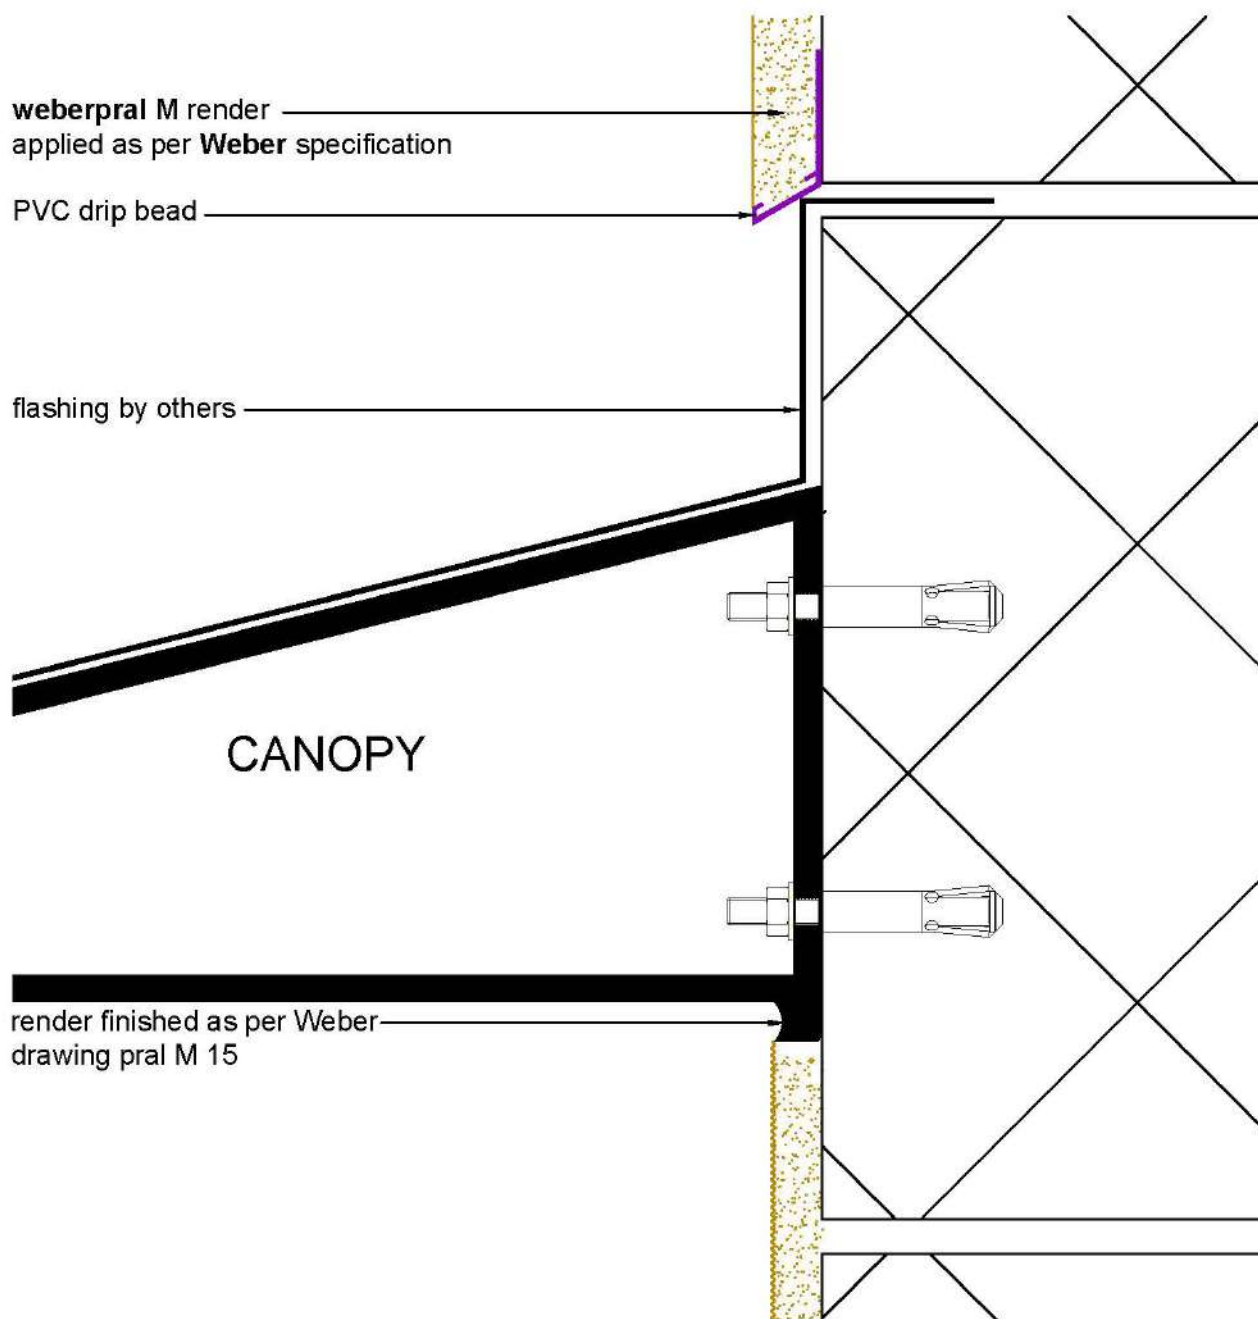 weberpral M render
applied as per Weber specification
PVC drip bead
flashing by others
CANOPY
render finished as per Weber
drawing pral M 15